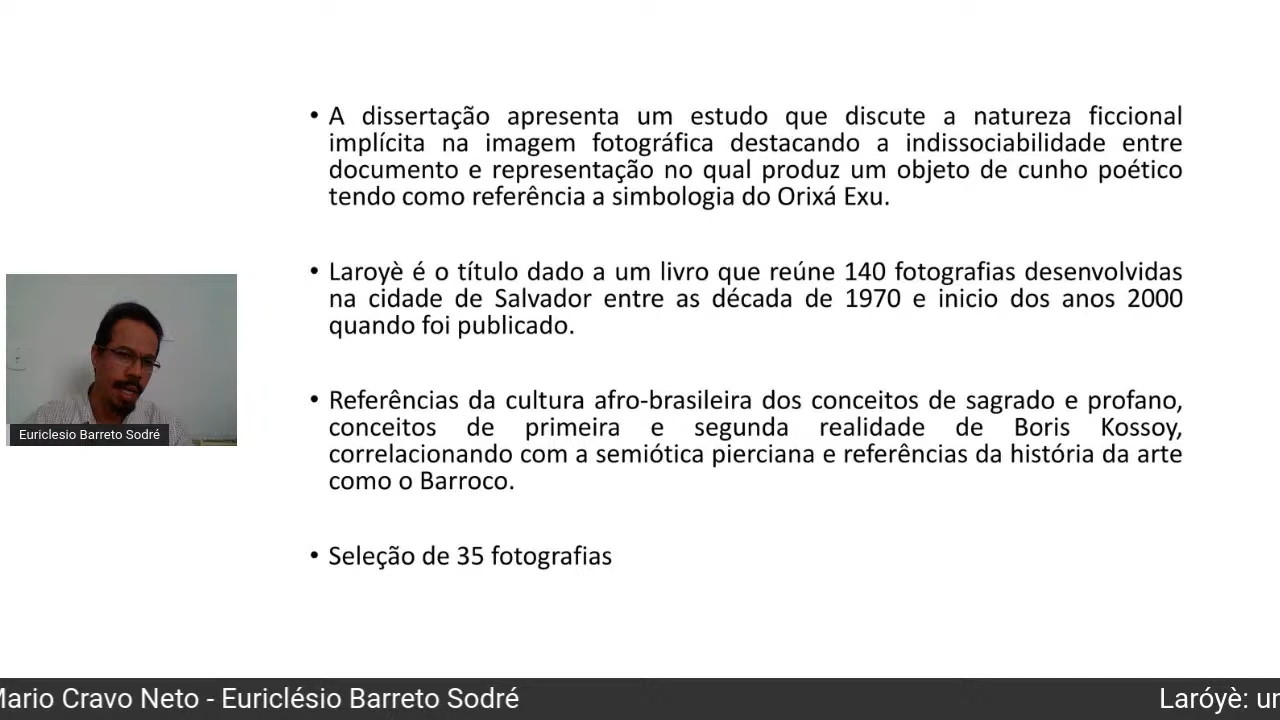 • A dissertação apresenta um estudo que discute a natureza ficcional
implícita na imagem fotográfica destacando a indissociabilidade entre
documento e representação no qual produz um objeto de cunho poético
tendo como referência a simbologia do Orixá Exu.
• Laroyè é o título dado a um livro que reúne 140 fotografias desenvolvidas
na cidade de Salvador entre as década de 1970 e inicio dos anos 2000
quando foi publicado.
• Referências da cultura afro-brasileira dos conceitos de sagrado e profano,
conceitos de primeira e segunda realidade de Boris Kossoy,
correlacionando com a semiótica pierciana e referências da história da arte
como o Barroco.
• Seleção de 35 fotografias
Euriclesio Barreto Sodré
Mario Cravo Neto - Euriclésio Barreto Sodré
Laróyè: